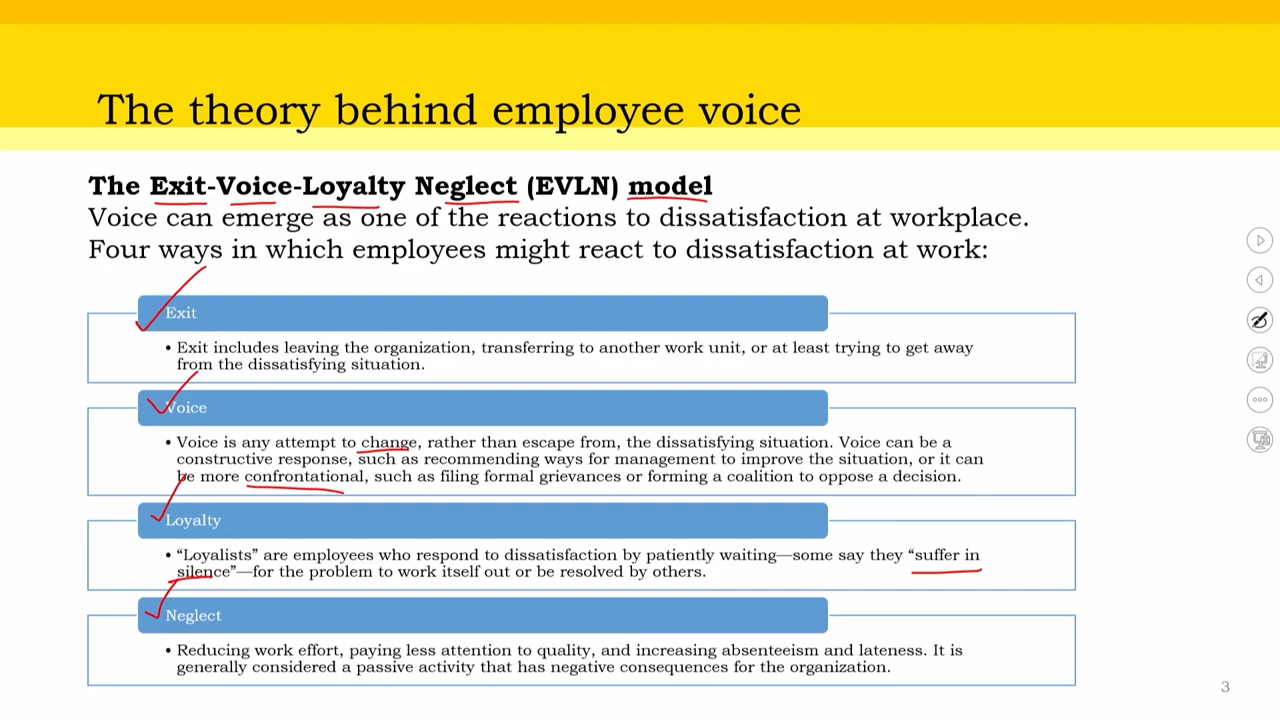 The theory behind employee voice
The Exit-Voice-Loyalty Neglect (EVLN) model
Voice can emerge as one of the reactions to dissatisfaction at workplace.
Four ways in which employees might react to dissatisfaction at work:
Exit
• Exit includes leaving the organization, transferring to another work unit, or at least trying to get away
from the dissatisfying situation.
Voice
• Voice is any attempt to change, rather than escape from, the dissatisfying situation. Voice can be a
constructive response, such as recommending ways for management to improve the situation, or it can
be more confrontational, such as filing formal grievances or forming a coalition to oppose a decision.
Loyalty
• “Loyalists” are employees who respond to dissatisfaction by patiently waiting—some say they “suffer in
silence”—for the problem to work itself out or be resolved by others.
Neglect
• Reducing work effort, paying less attention to quality, and increasing absenteeism and lateness. It is
generally considered a passive activity that has negative consequences for the organization.
3